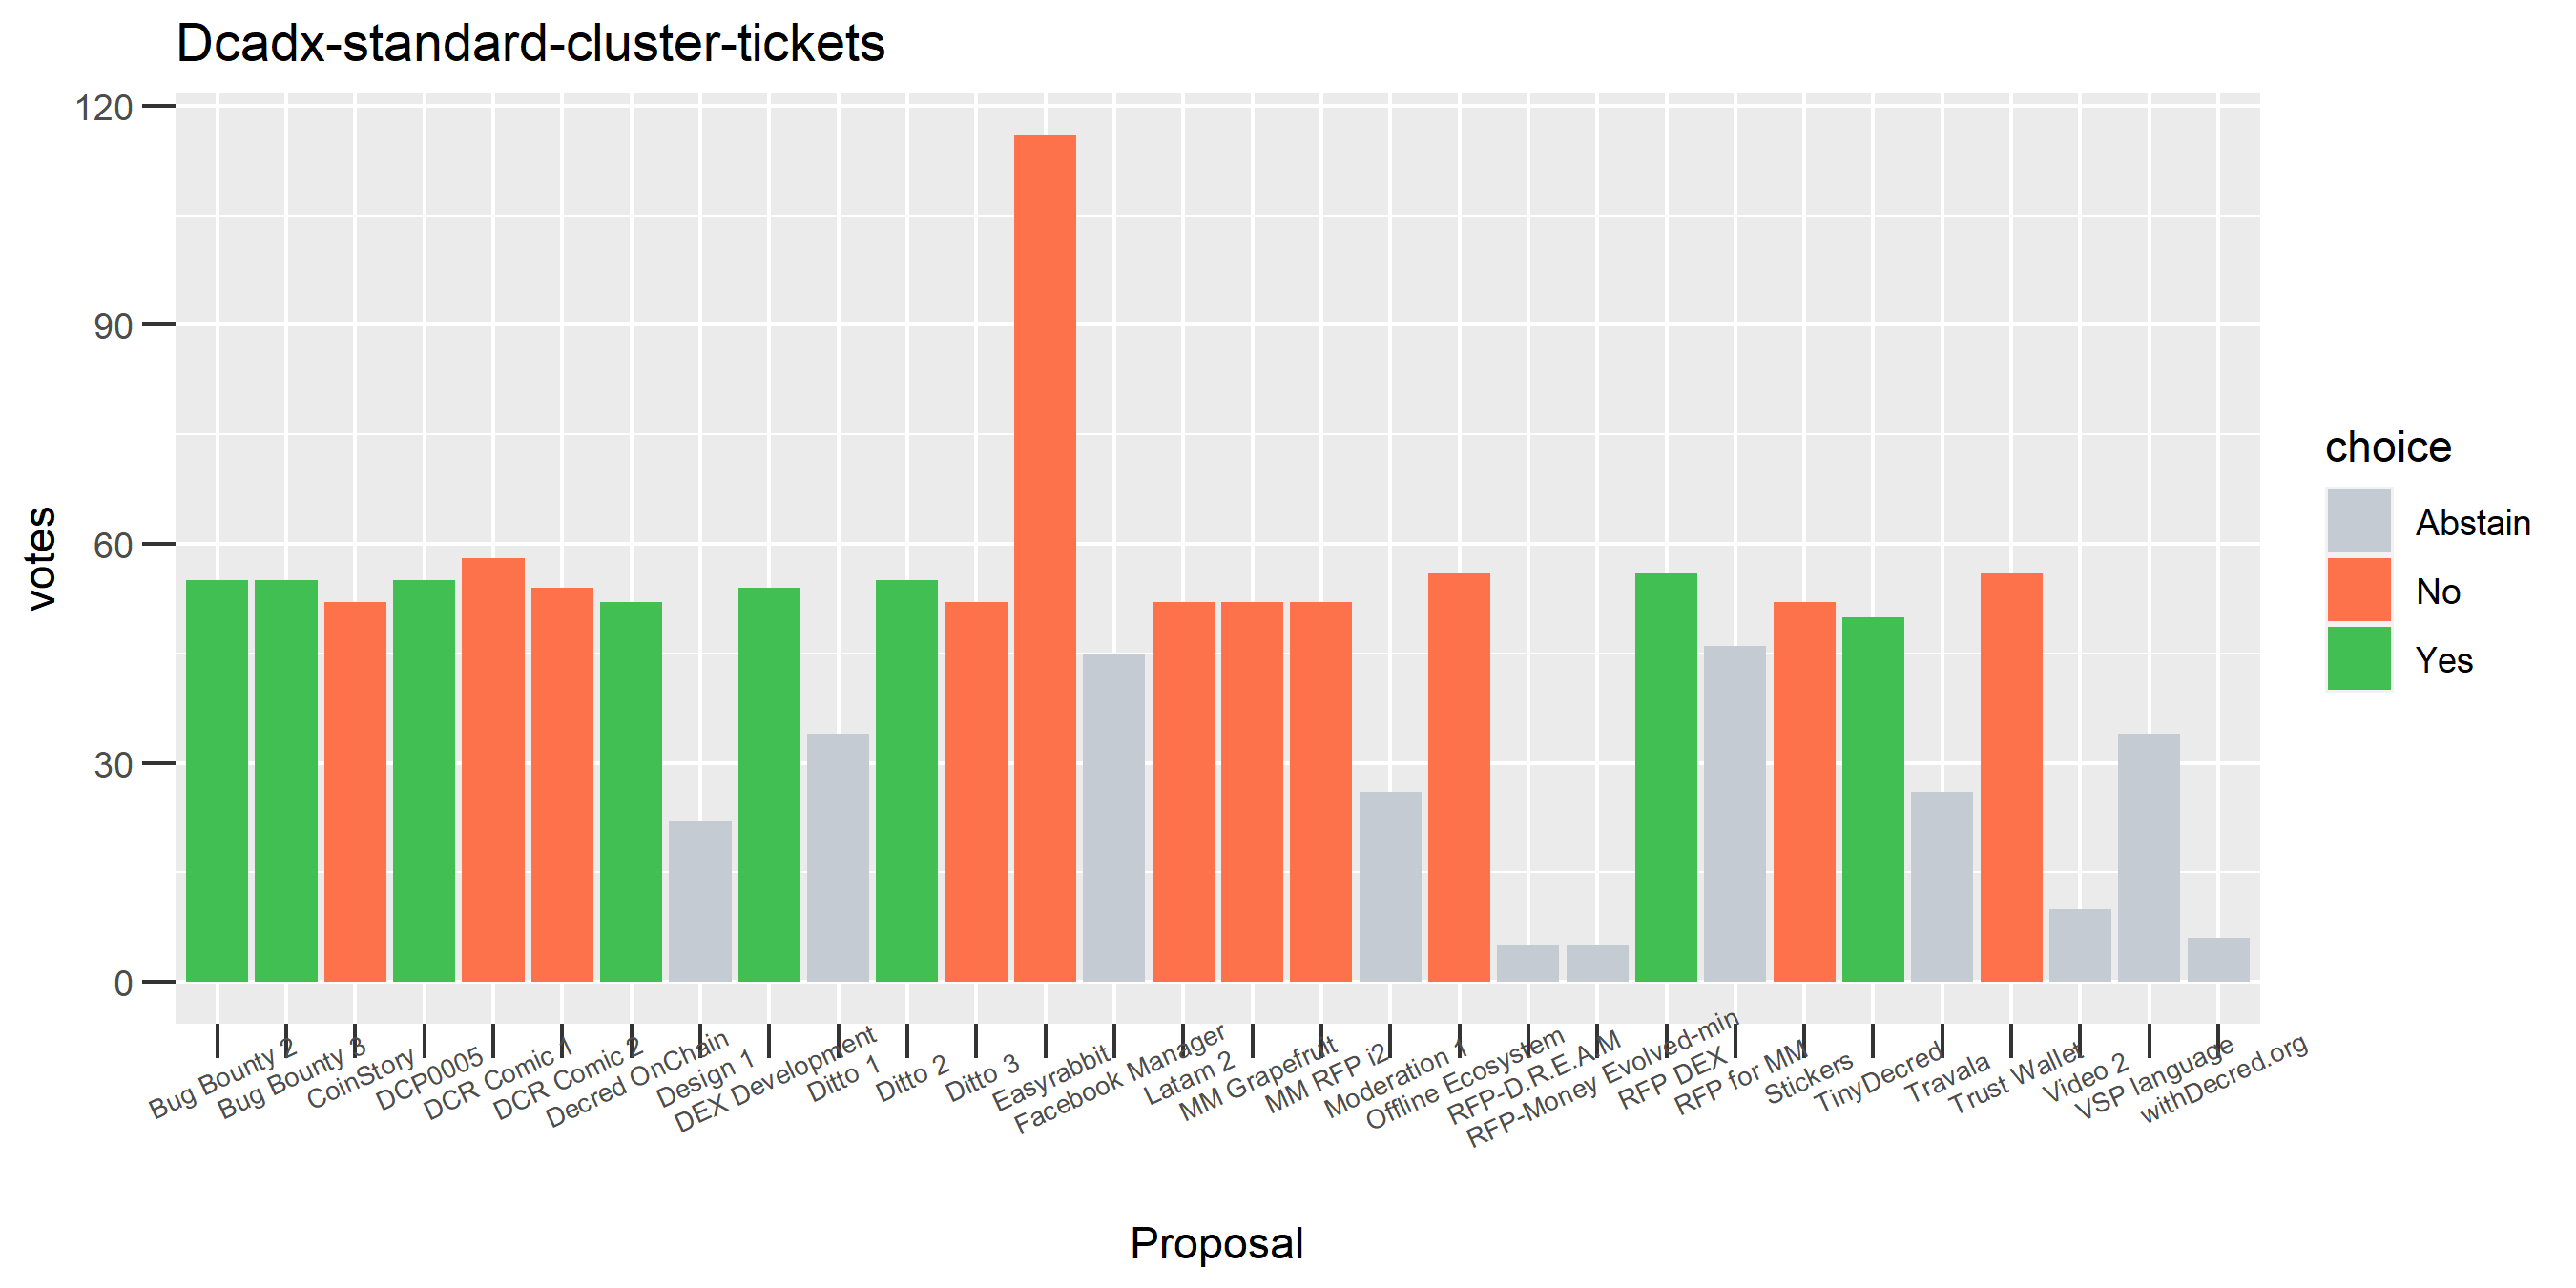 Dcadx-standard-cluster-tickets
120
90
60
30
0
votes
Bug Bounty 2
Bug Bounty 3
CoinStory
DCP0005
DCR Comic 1
DCR Comic 2
Decred OnChain
Design 1
DEX Development
Ditto 1
Ditto 2
Ditto 3
Easyrabbit
Facebook Manager
Latam 2
MM Grapefruit
MM RFP i2
Moderation 1
Offline Ecosystem
RFP-D.R.E.A.M
RFP-Money Evolved-min
RFP DEX
RFP for MM
Stickers
TinyDecred
Travala
Trust Wallet
Video 2
VSP language
withDecred.org
Proposal
choice
Abstain
No
Yes